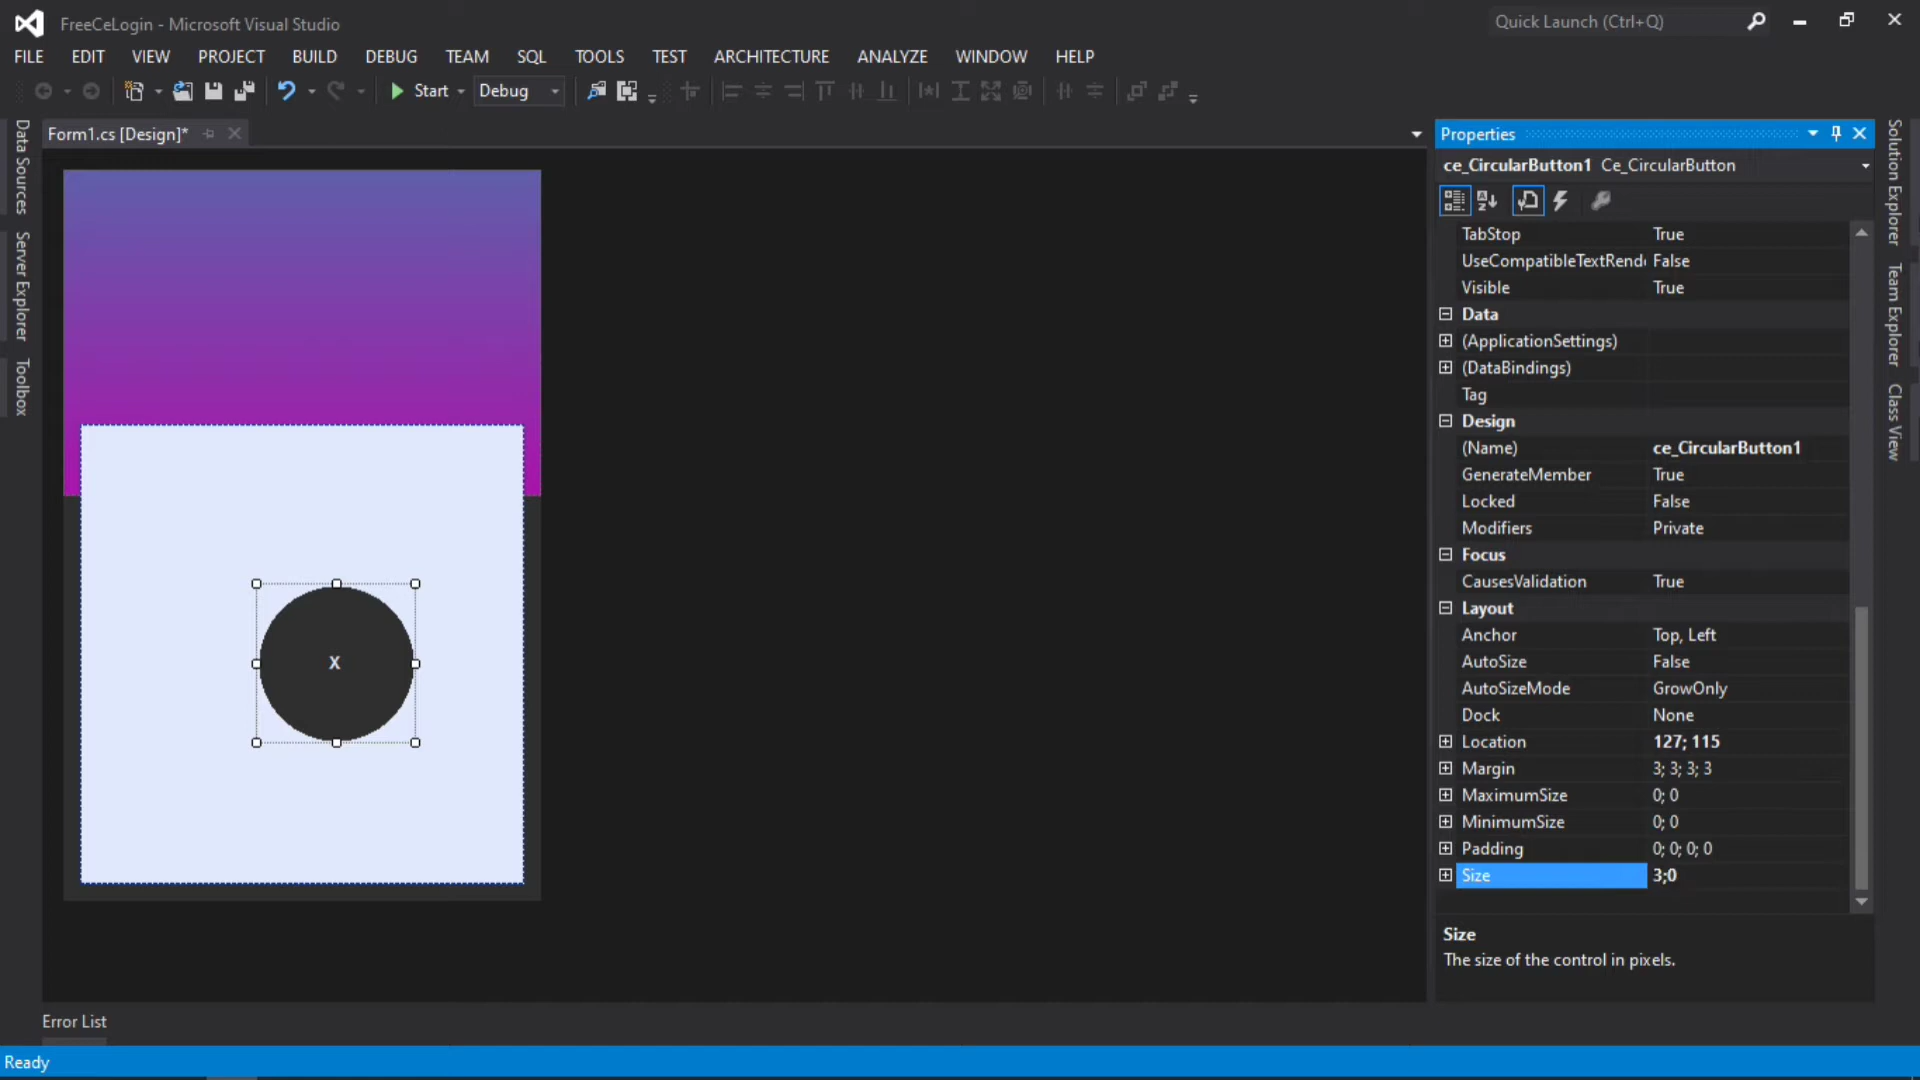 FreeCeLogin - Microsoft Visual Studio
Quick Launch (Ctrl+Q)
FILE EDIT VIEW PROJECT BUILD DEBUG TEAM SQL TOOLS TEST ARCHITECTURE ANALYZE WINDOW HELP
Start Debug
Form1.cs [Design]*
Data Sources
Server Explorer
Toolbox
X
Properties
ce_CircularButton1 Ce_CircularButton
TabStop True
UseCompatibleTextRende False
Visible True
Data
(ApplicationSettings)
(DataBindings)
Tag
Design
(Name) ce_CircularButton1
GenerateMember True
Locked False
Modifiers Private
Focus
CausesValidation True
Layout
Anchor Top, Left
AutoSize False
AutoSizeMode GrowOnly
Dock None
Location 127; 115
Margin 3; 3; 3; 3
MaximumSize 0; 0
MinimumSize 0; 0
Padding 0; 0; 0; 0
Size 3;0
Size
The size of the control in pixels.
Solution Explorer
Team Explorer
Class View
Error List
Ready